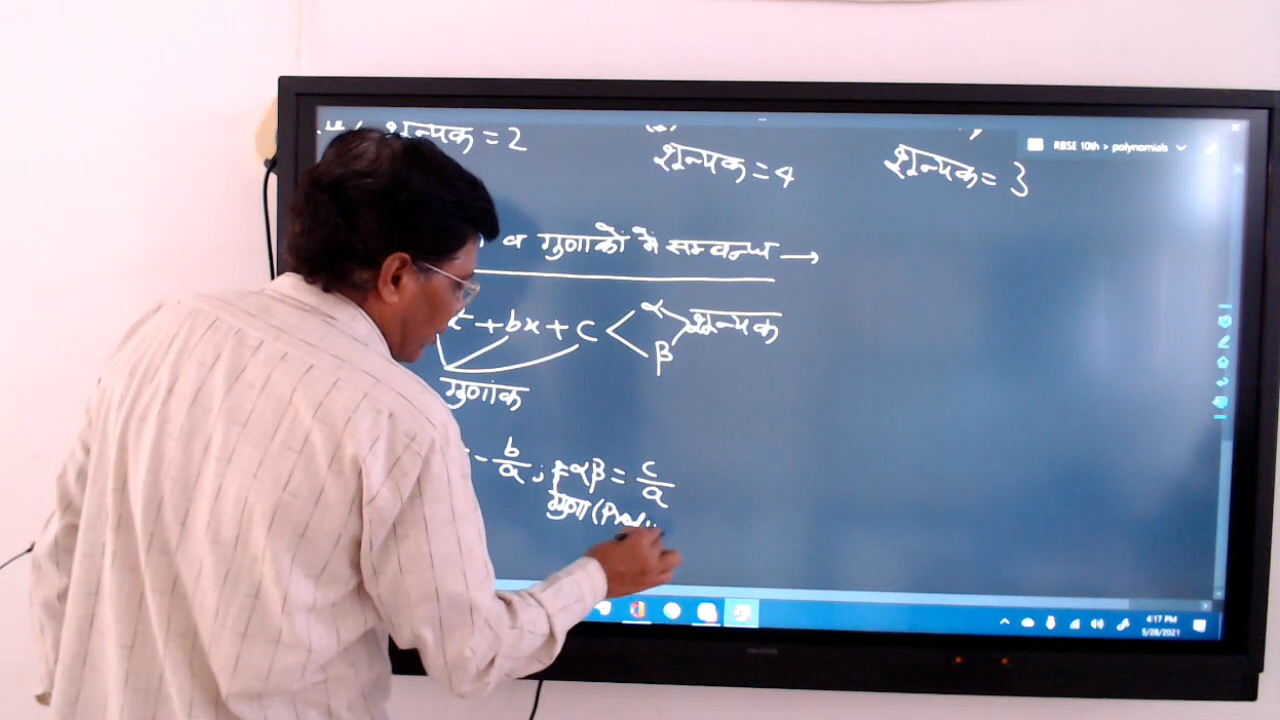 शून्यक = 2
शून्यक = 4
शून्यक = 3
RBSE 10th > polynomials
व गुणाकों में सम्बन्ध →
+ bx + c < α शून्यक
β
गुणांक
- b/a ; αβ = c/a
गुणा (Prod
4:17 PM
5/28/2021